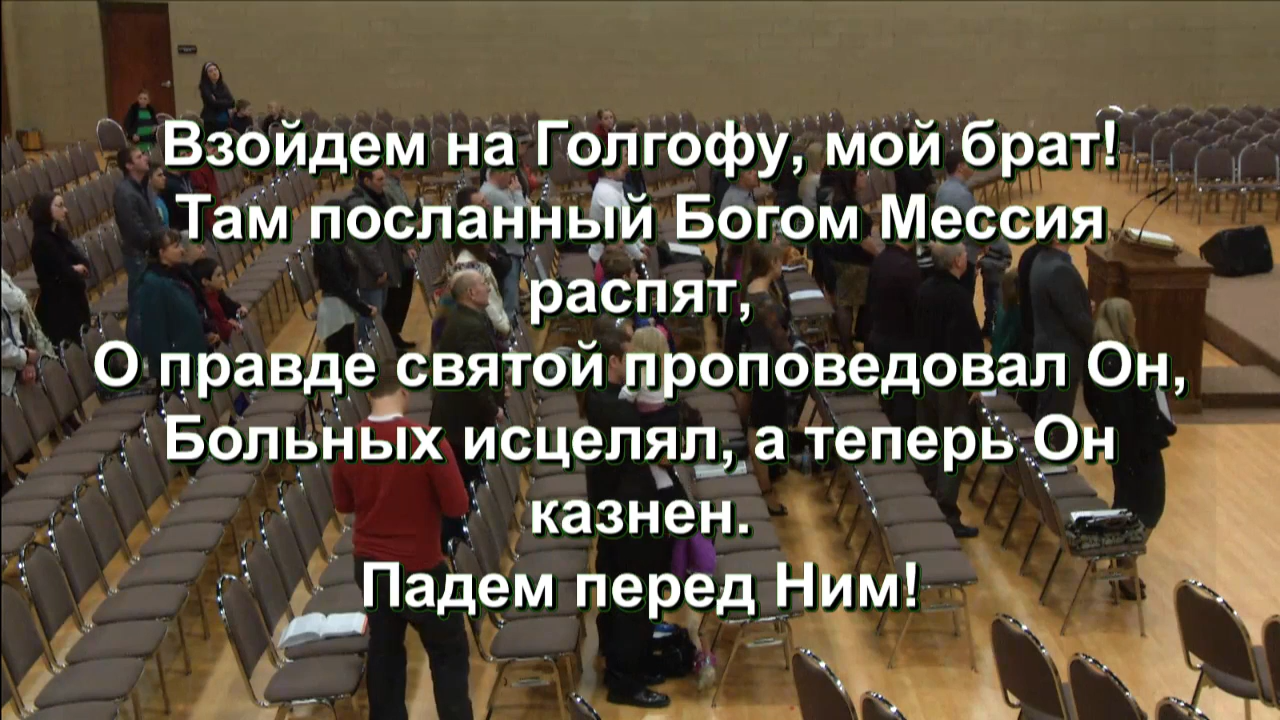 Взойдем на Голгофу, мой брат!
Там посланный Богом Мессия
распят,
О правде святой проповедовал Он,
Больных исцелял, а теперь Он
казнен.
Падем перед Ним!